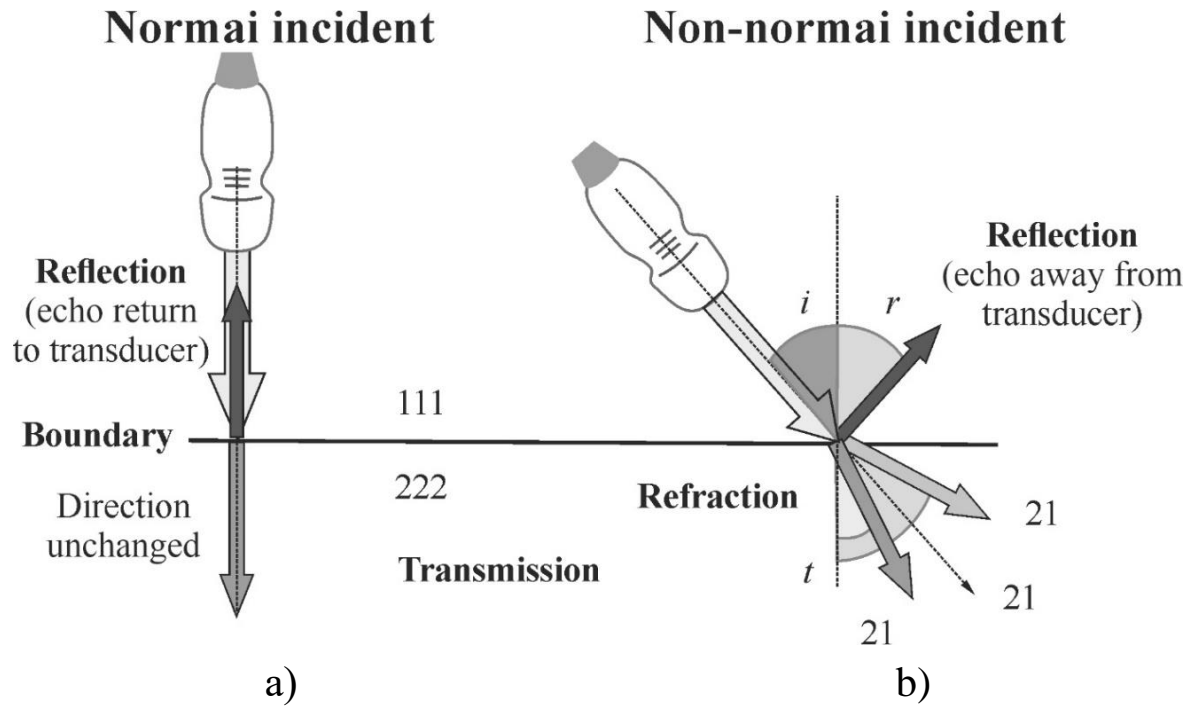 Normai incident
Non-normai incident
Reflection
(echo return
to transducer)
i
r
Reflection
(echo away from
transducer)
111
Boundary
222
Direction
unchanged
Refraction
Transmission
t
21
21
21
a)
b)